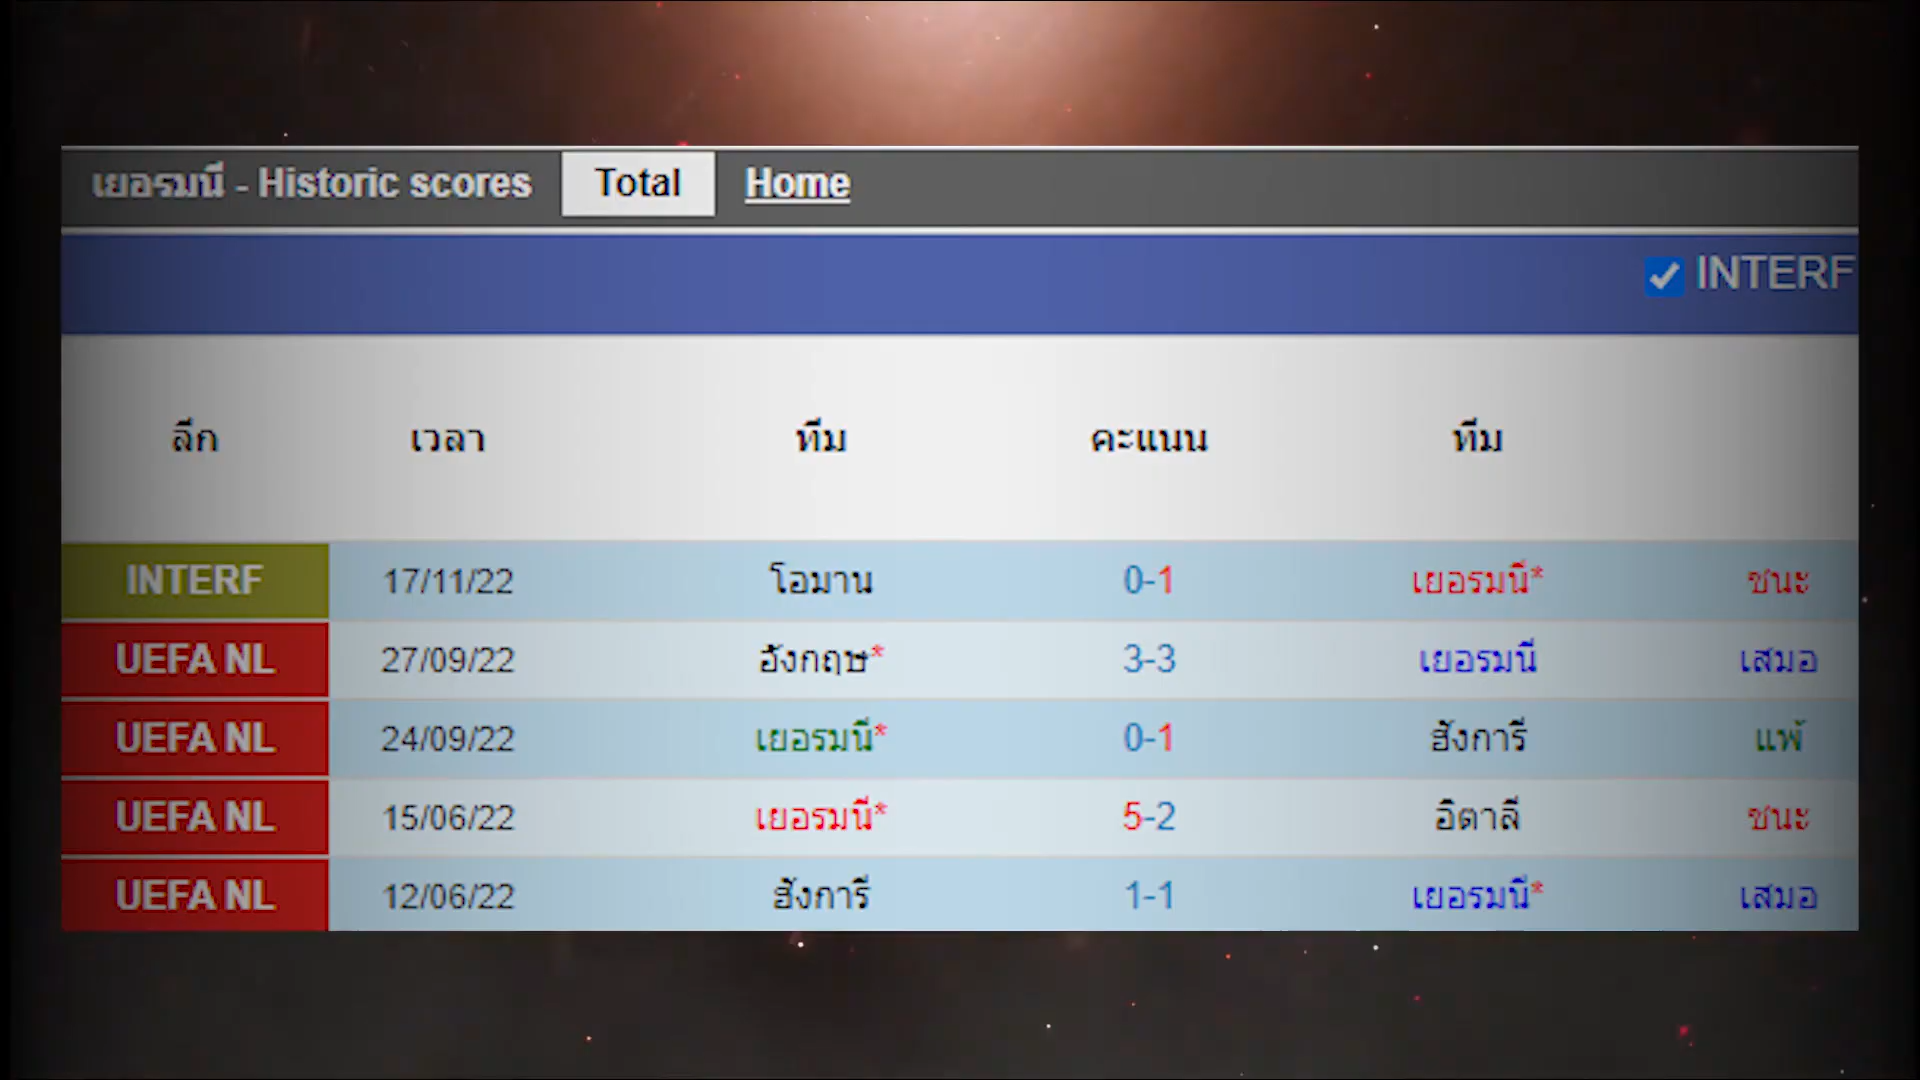 เยอรมนี - Historic scores Total Home
INTERF
ลีก เวลา ทีม คะแนน ทีม
INTERF 17/11/22 โอมาน 0-1 เยอรมนี* ชนะ
UEFA NL 27/09/22 อังกฤษ* 3-3 เยอรมนี เสมอ
UEFA NL 24/09/22 เยอรมนี* 0-1 ฮังการี แพ้
UEFA NL 15/06/22 เยอรมนี* 5-2 อิตาลี ชนะ
UEFA NL 12/06/22 ฮังการี 1-1 เยอรมนี* เสมอ